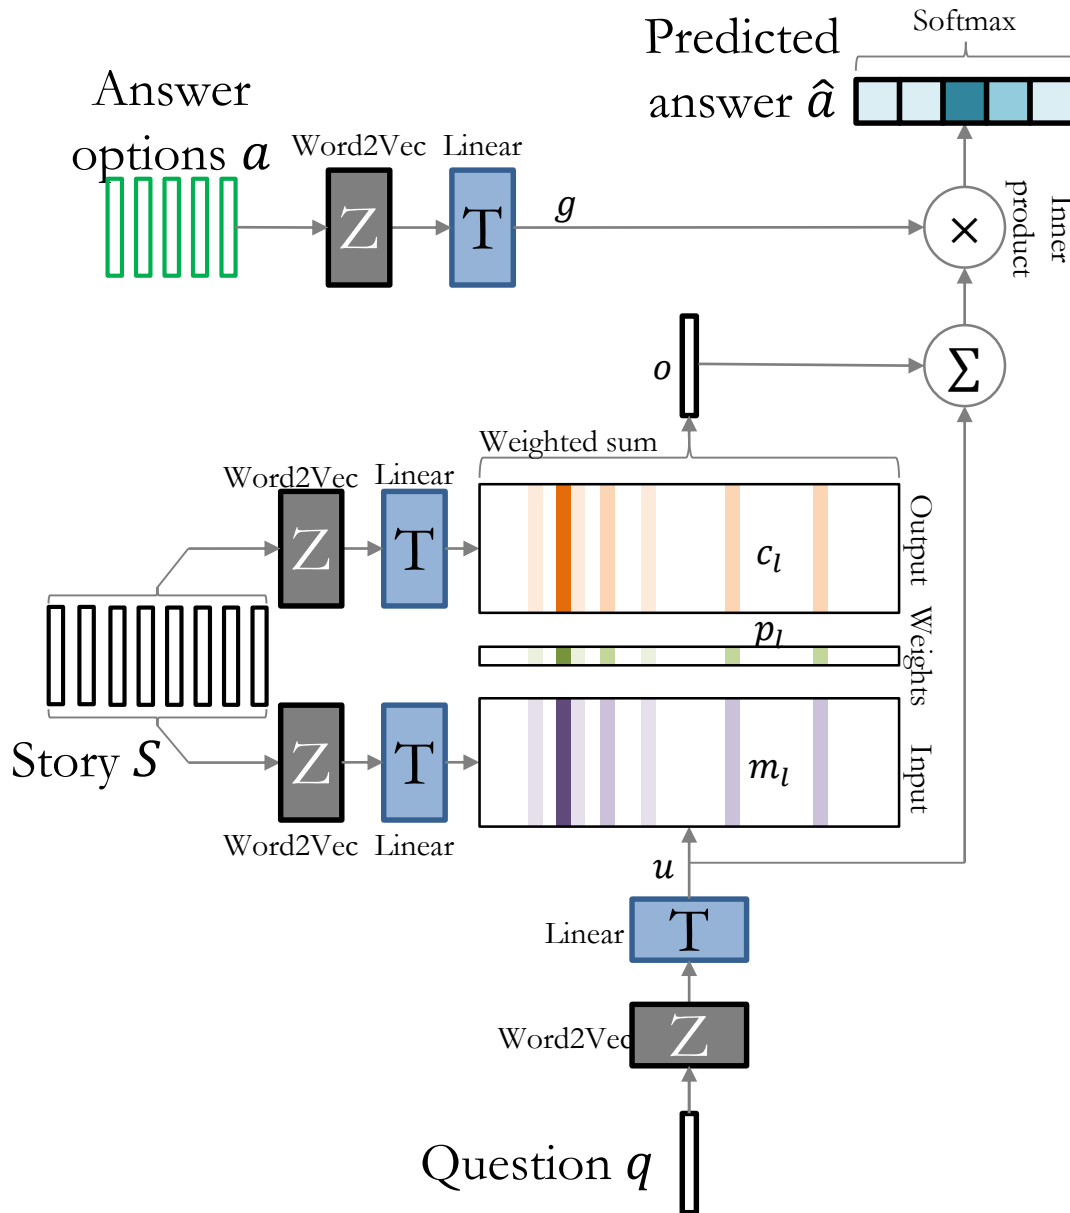 Softmax
Predicted
answer â
Answer
options a
Word2Vec
Linear
Z
T
g
×
Inner
product
o
Σ
Weighted sum
Word2Vec
Linear
Z
T
c_l
Output
p_l
Weights
Story S
Z
T
m_l
Input
Word2Vec
Linear
u
Linear
T
Word2Vec
Z
Question q